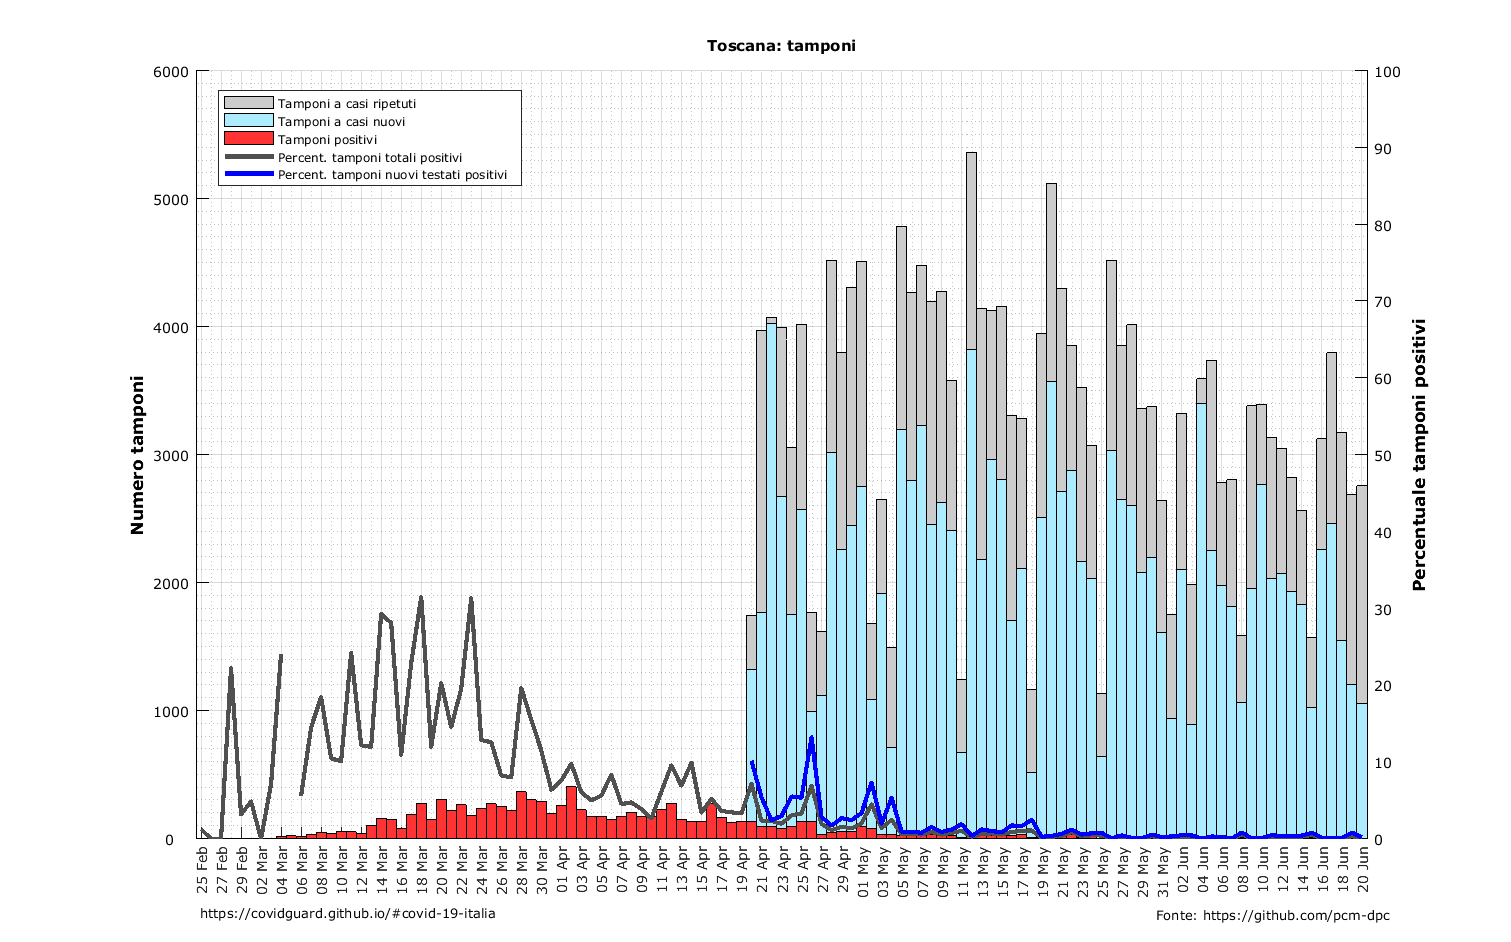 Toscana: tamponi
6000
5000
4000
3000
2000
1000
0
Numero tamponi
Tamponi a casi ripetuti
Tamponi a casi nuovi
Tamponi positivi
Percent. tamponi totali positivi
Percent. tamponi nuovi testati positivi
100
90
80
70
60
50
40
30
20
10
0
Percentuale tamponi positivi
25 Feb
27 Feb
29 Feb
02 Mar
04 Mar
06 Mar
08 Mar
10 Mar
12 Mar
14 Mar
16 Mar
18 Mar
20 Mar
22 Mar
24 Mar
26 Mar
28 Mar
30 Mar
01 Apr
03 Apr
05 Apr
07 Apr
09 Apr
11 Apr
13 Apr
15 Apr
17 Apr
19 Apr
21 Apr
23 Apr
25 Apr
27 Apr
29 Apr
01 May
03 May
05 May
07 May
09 May
11 May
13 May
15 May
17 May
19 May
21 May
23 May
25 May
27 May
29 May
31 May
02 Jun
04 Jun
06 Jun
08 Jun
10 Jun
12 Jun
14 Jun
16 Jun
18 Jun
20 Jun
https://covidguard.github.io/#covid-19-italia
Fonte: https://github.com/pcm-dpc